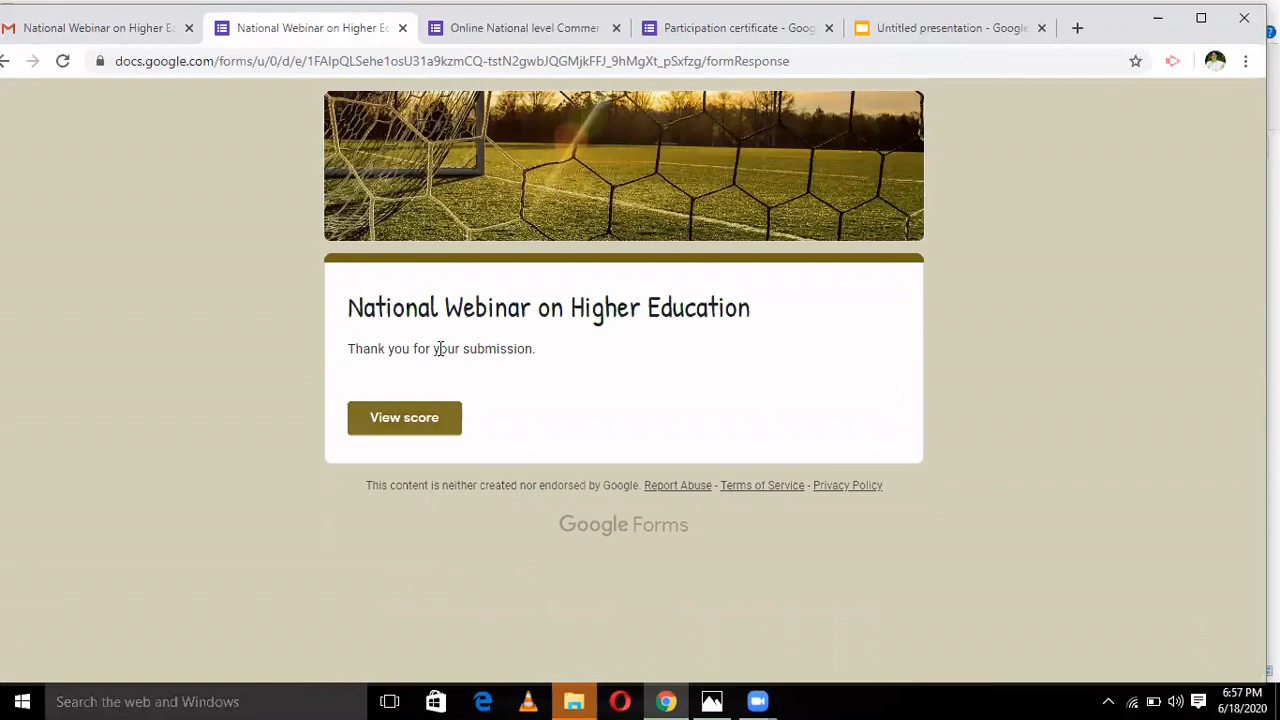 National Webinar on Higher E
National Webinar on Higher E
Online National level Commer
Participation certificate - Goog
Untitled presentation - Google
docs.google.com/forms/u/0/d/e/1FAIpQLSehe1osU31a9kzmCQ-tstN2gwbJQGMjkFFJ_9hMgXt_pSxfzg/formResponse
National Webinar on Higher Education
Thank you for your submission.
View score
This content is neither created nor endorsed by Google. Report Abuse - Terms of Service - Privacy Policy
Google Forms
Search the web and Windows
6:57 PM
6/18/2020